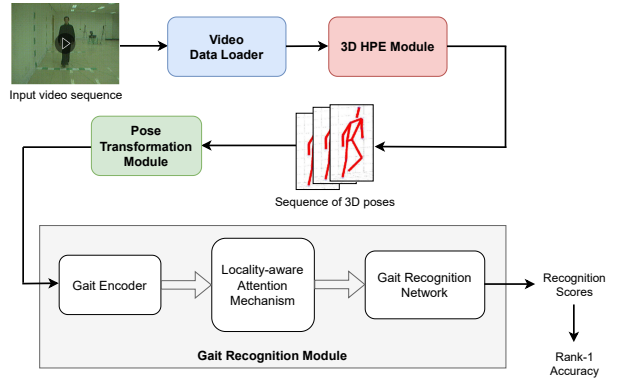 Input video sequence
Video
Data Loader
3D HPE Module
Pose
Transformation
Module
Sequence of 3D poses
Gait Encoder
Locality-aware
Attention
Mechanism
Gait Recognition
Network
Gait Recognition Module
Recognition
Scores
Rank-1
Accuracy